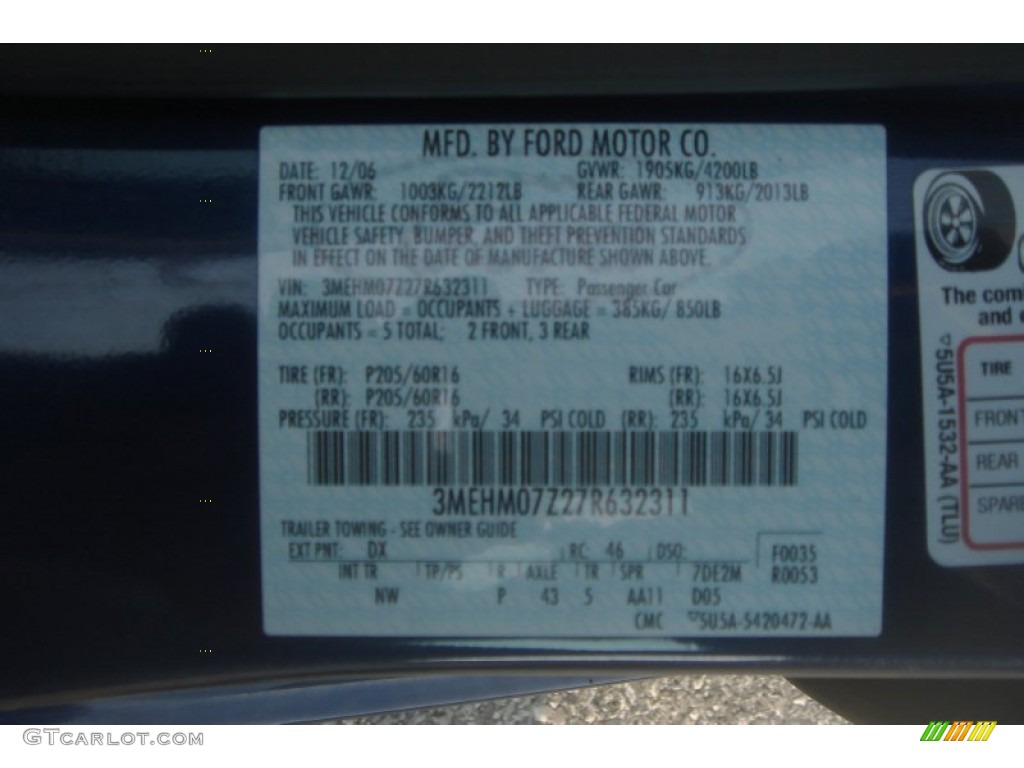 MFD. BY FORD MOTOR CO.
DATE: 12/06 GVWR: 1905KG/4200LB
FRONT GAWR: 1003KG/2212LB REAR GAWR: 913KG/2013LB
THIS VEHICLE CONFORMS TO ALL APPLICABLE FEDERAL MOTOR
VEHICLE SAFETY, BUMPER, AND THEFT PREVENTION STANDARDS
IN EFFECT ON THE DATE OF MANUFACTURE SHOWN ABOVE.
VIN: 3MEHM07Z27R632311 TYPE: Passenger Car
MAXIMUM LOAD = OCCUPANTS + LUGGAGE = 385KG/ 850LB
OCCUPANTS = 5 TOTAL; 2 FRONT, 3 REAR
TIRE (FR): P205/60R16 RIMS (FR): 16X6.5J
(RR): P205/60R16 (RR): 16X6.5J
PRESSURE (FR): 235 kPa/ 34 PSI COLD (RR): 235 kPa/ 34 PSI COLD
3MEHM07Z27R632311
TRAILER TOWING - SEE OWNER GUIDE
EXT PNT: DX RC: 46 DSO: F0035
INT TR TP/PS R AXLE TR SPR 7DE2M R0053
NW P 43 5 AA11 D05
CMC 5U5A-5420472-AA
The com
and
TIRE
FRONT
REAR
SPARE
5U5A-1532-AA (TLU)
GTcarlot.com